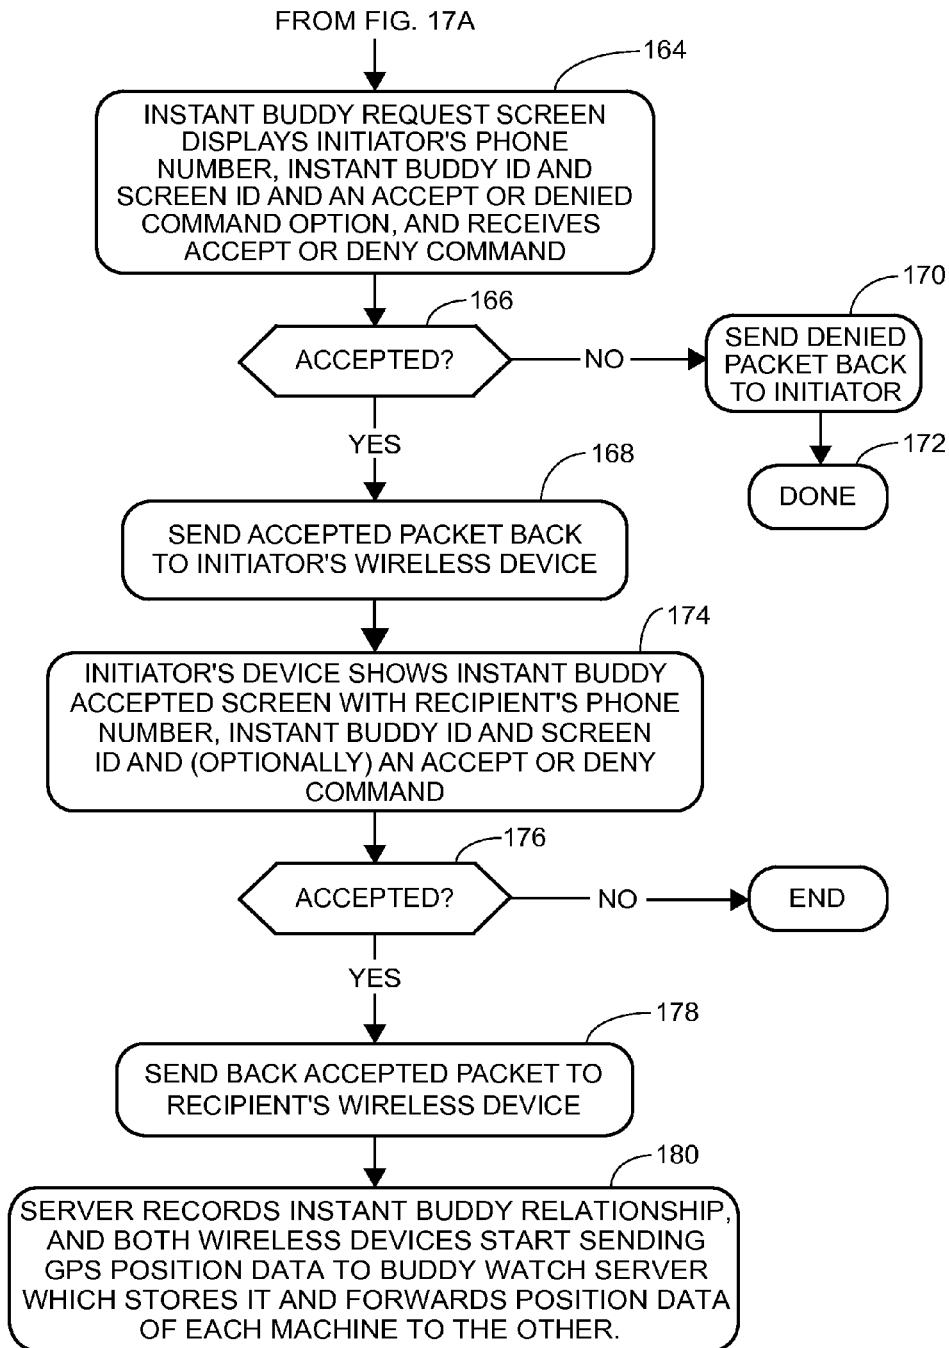 FROM FIG. 17A
164
INSTANT BUDDY REQUEST SCREEN
DISPLAYS INITIATOR'S PHONE
NUMBER, INSTANT BUDDY ID AND
SCREEN ID AND AN ACCEPT OR DENIED
COMMAND OPTION, AND RECEIVES
ACCEPT OR DENY COMMAND
166
ACCEPTED?
NO
170
SEND DENIED
PACKET BACK
TO INITIATOR
172
DONE
YES
168
SEND ACCEPTED PACKET BACK
TO INITIATOR'S WIRELESS DEVICE
174
INITIATOR'S DEVICE SHOWS INSTANT BUDDY
ACCEPTED SCREEN WITH RECIPIENT'S PHONE
NUMBER, INSTANT BUDDY ID AND SCREEN
ID AND (OPTIONALLY) AN ACCEPT OR DENY
COMMAND
176
ACCEPTED?
NO
END
YES
178
SEND BACK ACCEPTED PACKET TO
RECIPIENT'S WIRELESS DEVICE
180
SERVER RECORDS INSTANT BUDDY RELATIONSHIP,
AND BOTH WIRELESS DEVICES START SENDING
GPS POSITION DATA TO BUDDY WATCH SERVER
WHICH STORES IT AND FORWARDS POSITION DATA
OF EACH MACHINE TO THE OTHER.